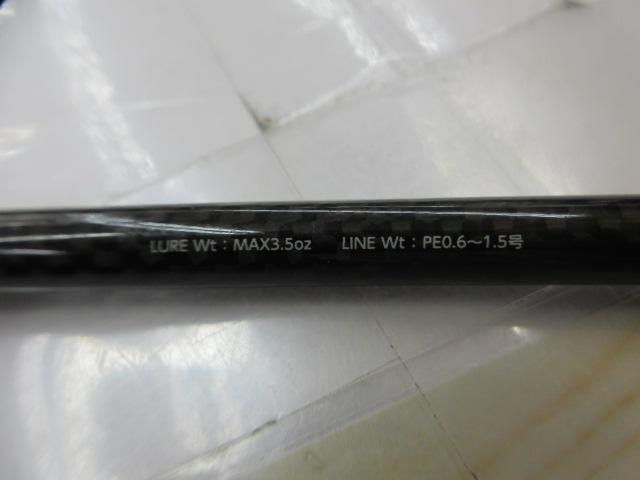 LURE Wt : MAX3.5oz LINE Wt : PE0.6～1.5号